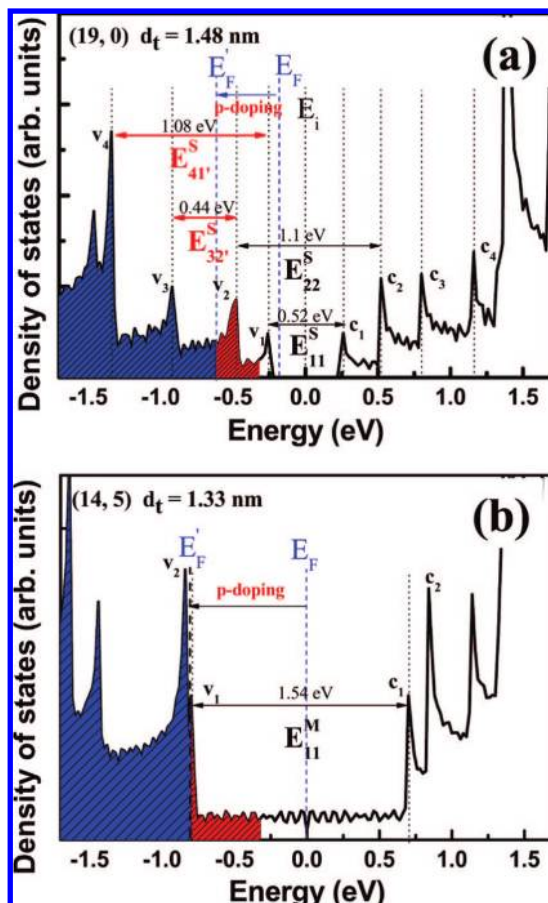 (19, 0) d_t = 1.48 nm
(a)
E'_F
E_F
p-doping
E_i
v_4
1.08 eV
E^S_41'
0.44 eV
E^S_32'
v_3
v_2
1.1 eV
E^S_22
c_2
c_3
c_4
v_1
0.52 eV
c_1
E^S_11
Density of states (arb. units)
-1.5 -1.0 -0.5 0.0 0.5 1.0 1.5
Energy (eV)
(14, 5) d_t = 1.33 nm
(b)
E'_F
E_F
v_2
c_2
p-doping
v_1
1.54 eV
c_1
E^M_11
Density of states (arb. units)
-1.5 -1.0 -0.5 0.0 0.5 1.0 1.5
Energy (eV)